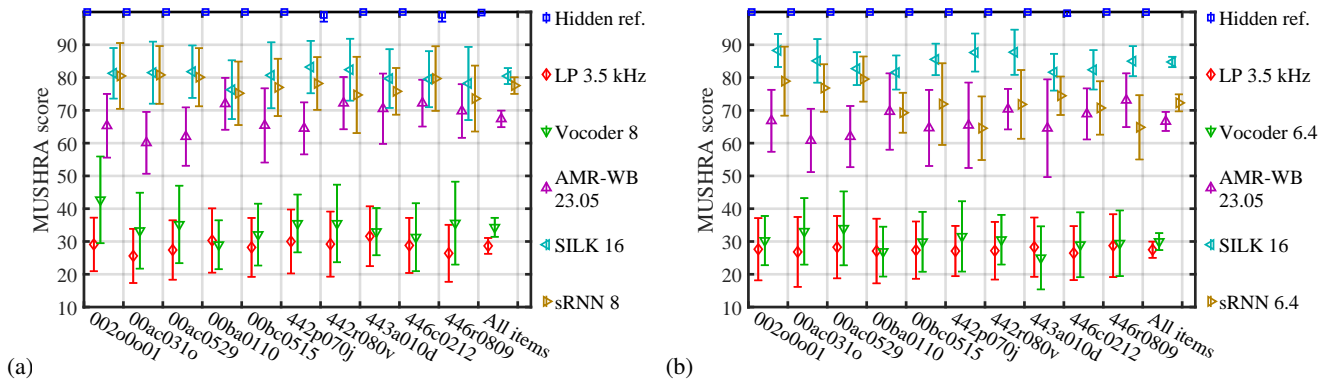 MUSHRA score
90
80
70
60
50
40
30
20
10
002o0o01
00ac031o
00ac0529
00ba0110
00bc0515
442p070j
442r080v
443a010d
446c0212
446r0809
All items
Hidden ref.
LP 3.5 kHz
Vocoder 8
AMR-WB
23.05
SILK 16
sRNN 8
(a)
MUSHRA score
90
80
70
60
50
40
30
20
10
002o0o01
00ac031o
00ac0529
00ba0110
00bc0515
442p070j
442r080v
443a010d
446c0212
446r0809
All items
Hidden ref.
LP 3.5 kHz
Vocoder 6.4
AMR-WB
23.05
SILK 16
sRNN 6.4
(b)